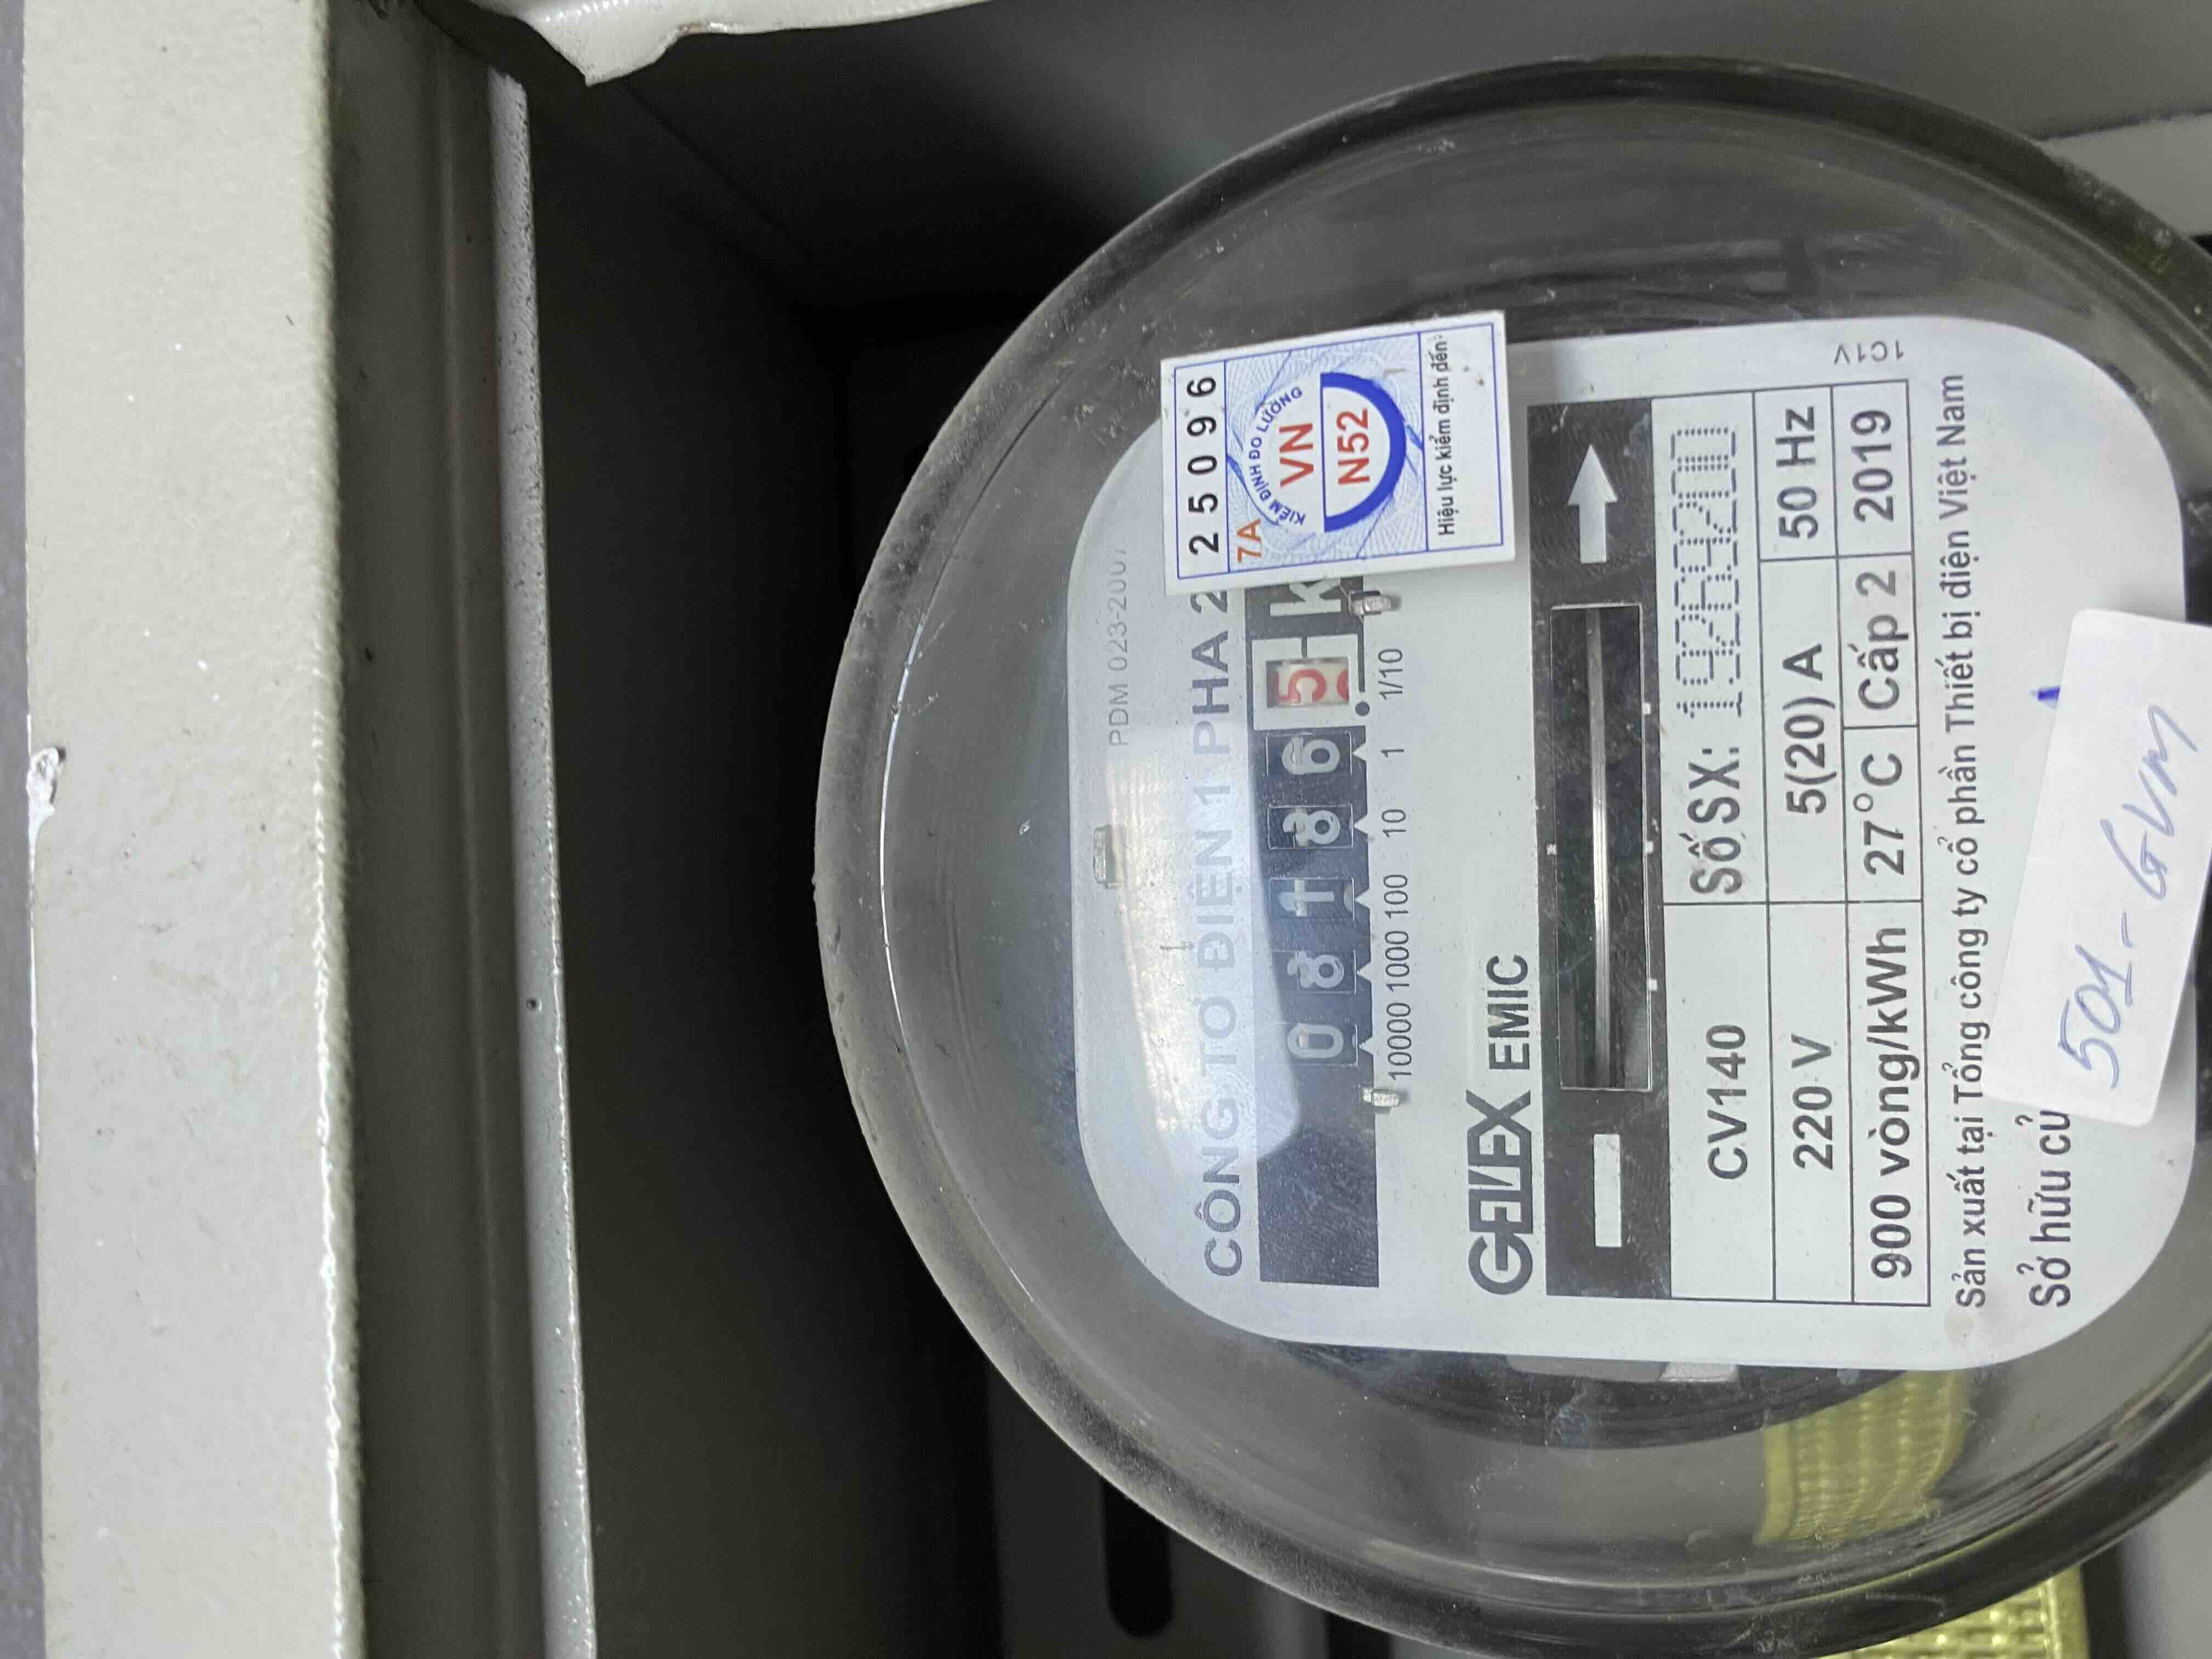 PDM 023-2007
CÔNG TƠ ĐIỆN 1 PHA 2
25096
7A
KIỂM ĐỊNH ĐO LƯỜNG
VN
N52
Hiệu lực kiểm định đến:
0 8 1 8 6 5 k
10000 1000 100 10 1 1/10
GELEX EMIC
CV140 Số SX: 19269200
220 V 5(20) A 50 Hz
900 vòng/kWh 27°C Cấp 2 2019
1C1V
Sản xuất tại Tổng công ty cổ phần Thiết bị điện Việt Nam
Sở hữu củ
501-GVM